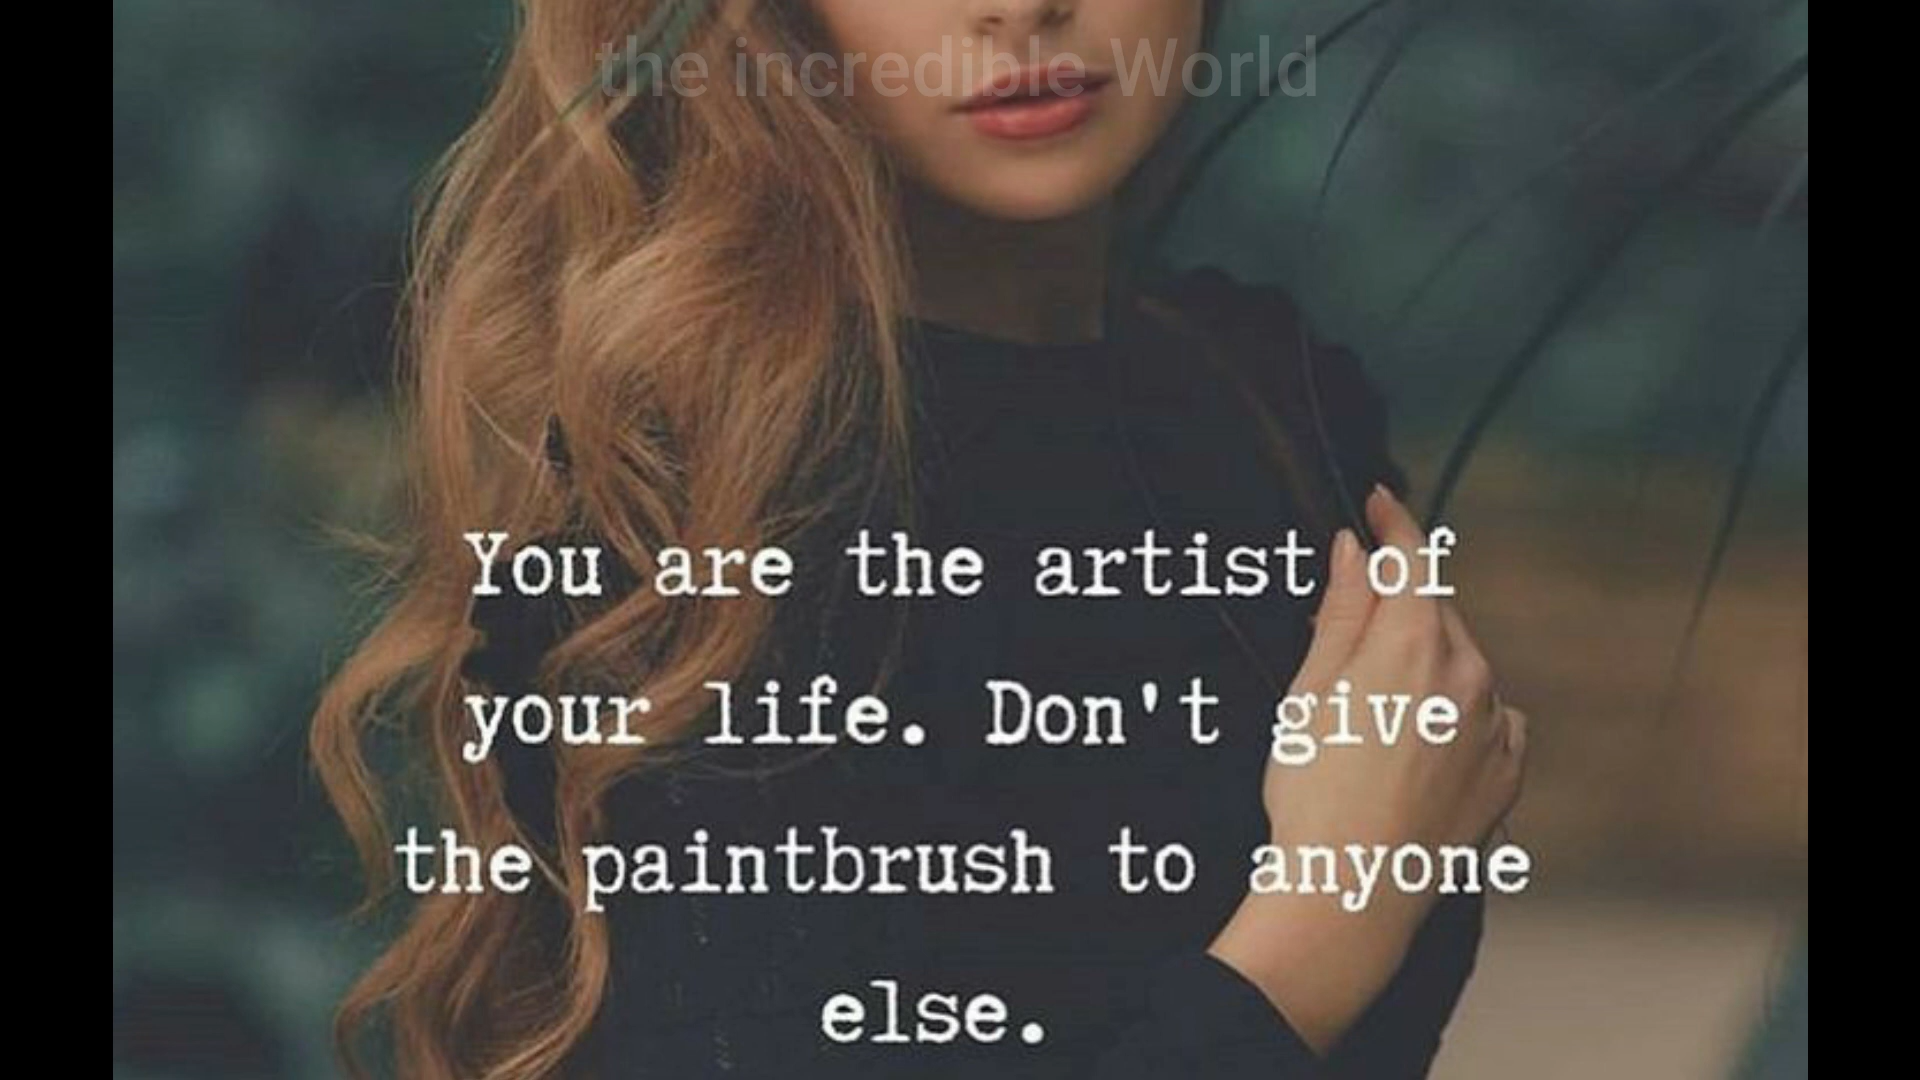 the incredible World
You are the artist of
your life. Don't give
the paintbrush to anyone
else.